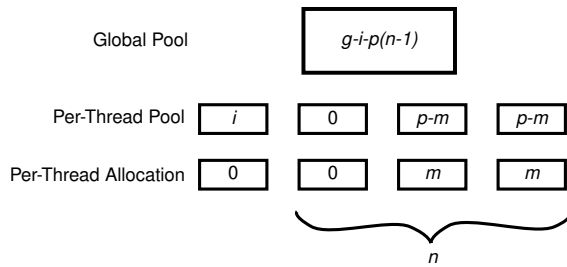 Global Pool g-i-p(n-1)
Per-Thread Pool i 0 p-m p-m
Per-Thread Allocation 0 0 m m
n